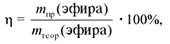 η = mпр(эфира) / mтеор(эфира) · 100%,